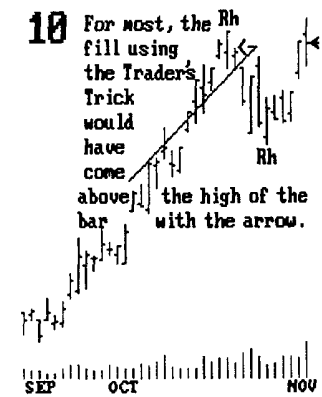 10 For most, the Rh
fill using
the Trader's
Trick
would
have
come Rh
above the high of the
bar with the arrow.
SEP OCT NOV